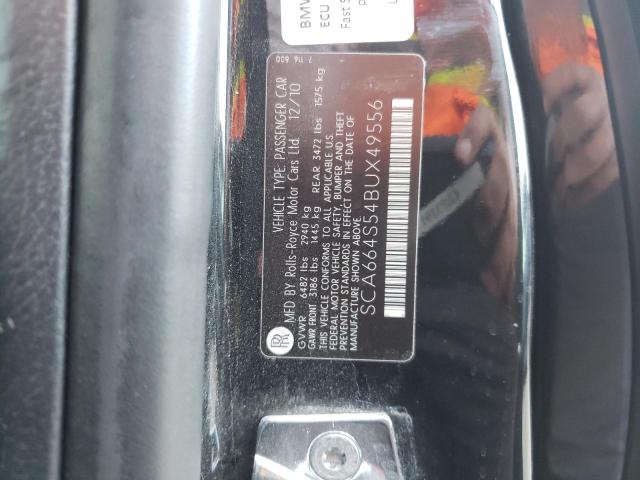 BMW
ECU
Fast S
P
U
7 116 600
VEHICLE TYPE: PASSENGER CAR
MFD BY Rolls-Royce Motor Cars Ltd. 12/10
GVWR 6482 lbs 2940 kg
GAWR FRONT 3186 lbs 1445 kg REAR 3472 lbs 1575 kg
THIS VEHICLE CONFORMS TO ALL APPLICABLE U.S.
FEDERAL MOTOR VEHICLE SAFETY, BUMPER AND THEFT
PREVENTION STANDARDS IN EFFECT ON THE DATE OF
MANUFACTURE SHOWN ABOVE.
SCA664S54BUX49556
RR